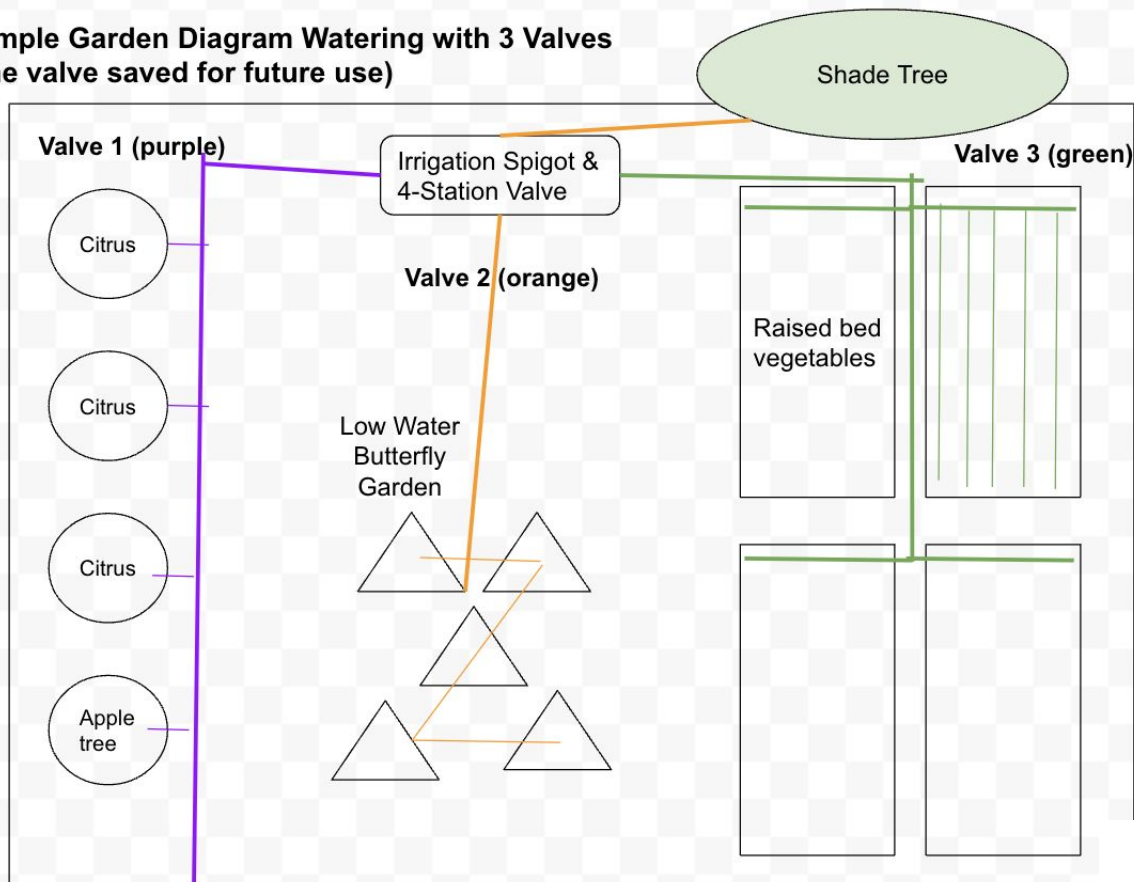 mple Garden Diagram Watering with 3 Valves
e valve saved for future use)
Shade Tree
Valve 1 (purple)
Irrigation Spigot &
4-Station Valve
Valve 3 (green)
Citrus
Valve 2 (orange)
Raised bed
vegetables
Citrus
Low Water
Butterfly
Garden
Citrus
Apple
tree